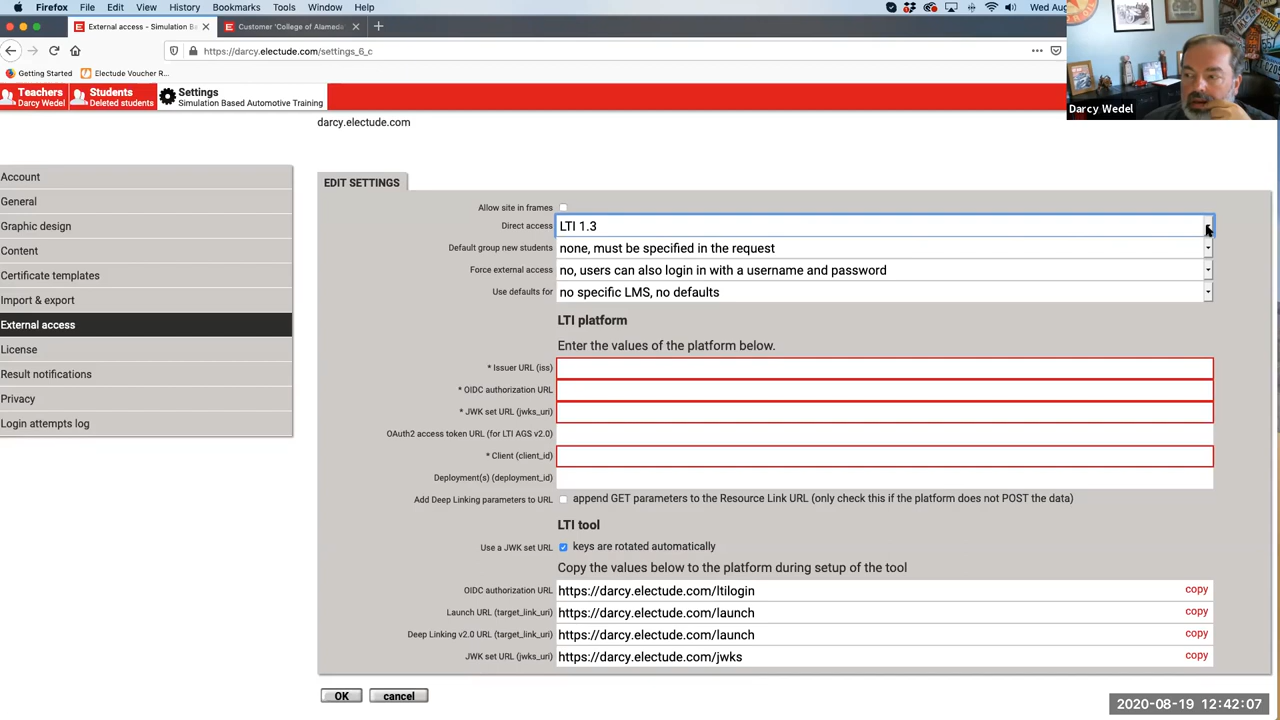 Firefox File Edit View History Bookmarks Tools Window Help
Wed Aug
External access - Simulation Ba
Customer 'College of Alameda
https://darcy.electude.com/settings_6_c
Getting Started
Electude Voucher R...
Teachers
Darcy Wedel
Students
Deleted students
Settings
Simulation Based Automotive Training
Darcy Wedel
darcy.electude.com
Account
General
Graphic design
Content
Certificate templates
Import & export
External access
License
Result notifications
Privacy
Login attempts log
EDIT SETTINGS
Allow site in frames
Direct access LTI 1.3
Default group new students none, must be specified in the request
Force external access no, users can also login in with a username and password
Use defaults for no specific LMS, no defaults
LTI platform
Enter the values of the platform below.
* Issuer URL (iss)
* OIDC authorization URL
* JWK set URL (jwks_uri)
OAuth2 access token URL (for LTI AGS v2.0)
* Client (client_id)
Deployment(s) (deployment_id)
Add Deep Linking parameters to URL append GET parameters to the Resource Link URL (only check this if the platform does not POST the data)
LTI tool
Use a JWK set URL keys are rotated automatically
Copy the values below to the platform during setup of the tool
OIDC authorization URL https://darcy.electude.com/ltilogin copy
Launch URL (target_link_uri) https://darcy.electude.com/launch copy
Deep Linking v2.0 URL (target_link_uri) https://darcy.electude.com/launch copy
JWK set URL (jwks_uri) https://darcy.electude.com/jwks copy
OK cancel
2020-08-19 12:42:07